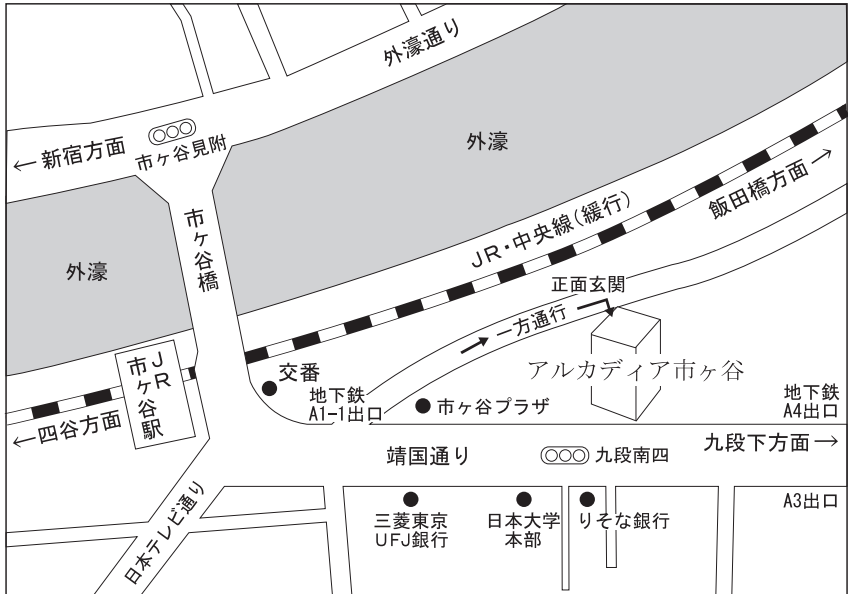 外濠通り
←新宿方面
市ヶ谷見附
外濠
市ヶ谷橋
外濠
JR・中央線(緩行)
飯田橋方面→
正面玄関
一方通行
アルカディア市ヶ谷
JR
市ヶ谷駅
交番
地下鉄
A1-1出口
市ヶ谷プラザ
地下鉄
A4出口
←四谷方面
靖国通り
九段南四
九段下方面→
日本テレビ通り
三菱東京
UFJ銀行
日本大学
本部
りそな銀行
A3出口